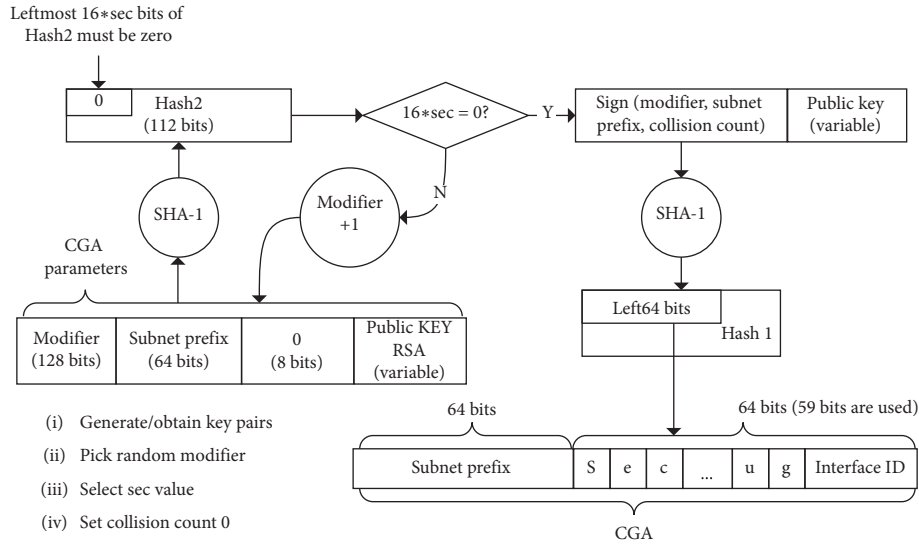 Leftmost 16*sec bits of
Hash2 must be zero
0
Hash2
(112 bits)
16*sec = 0?
Y
Sign (modifier, subnet
prefix, collision count)
Public key
(variable)
N
SHA-1
Modifier
+1
SHA-1
CGA
parameters
Left64 bits
Hash 1
Modifier
(128 bits)
Subnet prefix
(64 bits)
0
(8 bits)
Public KEY
RSA
(variable)
(i) Generate/obtain key pairs
(ii) Pick random modifier
(iii) Select sec value
(iv) Set collision count 0
64 bits
64 bits (59 bits are used)
Subnet prefix
S e c ... u g Interface ID
CGA